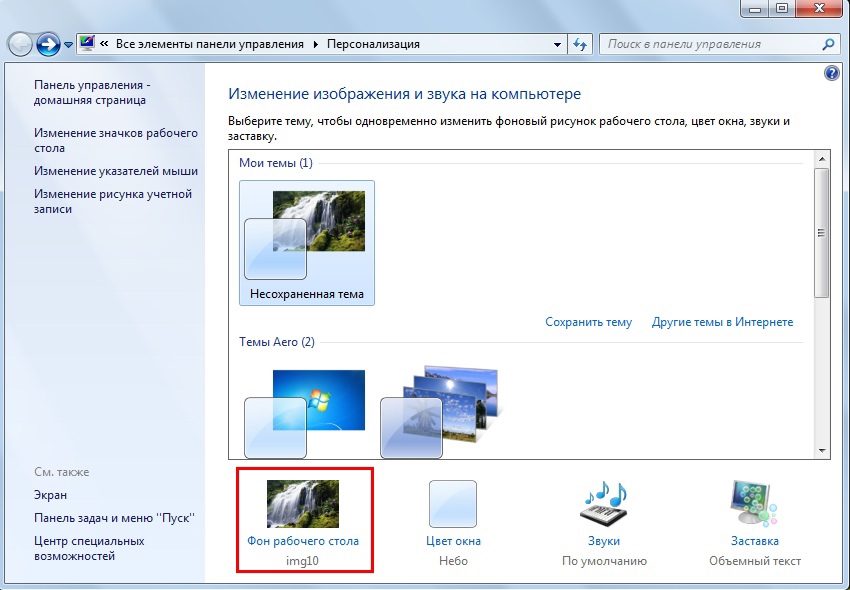 « Все элементы панели управления ▸ Персонализация
Поиск в панели управления
Панель управления -
домашняя страница
Изменение значков рабочего
стола
Изменение указателей мыши
Изменение рисунка учетной
записи
См. также
Экран
Панель задач и меню ''Пуск''
Центр специальных
возможностей
Изменение изображения и звука на компьютере
Выберите тему, чтобы одновременно изменить фоновый рисунок рабочего стола, цвет окна, звуки и
заставку.
Мои темы (1)
Несохраненная тема
Сохранить тему Другие темы в Интернете
Темы Aero (2)
Фон рабочего стола
img10
Цвет окна
Небо
Звуки
По умолчанию
Заставка
Объемный текст